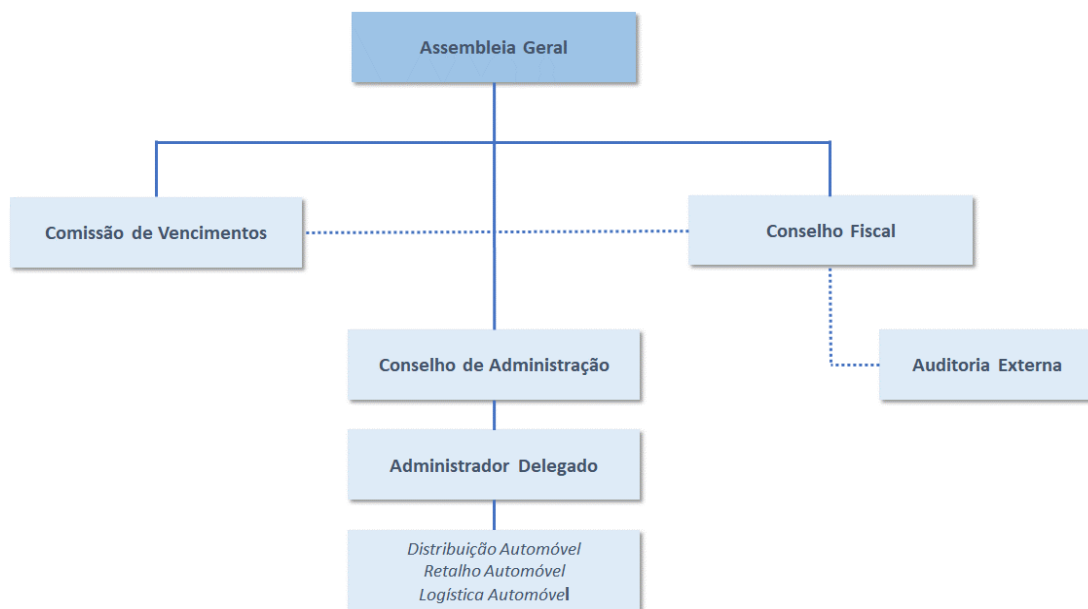 Assembleia Geral
Comissão de Vencimentos
Conselho Fiscal
Conselho de Administração
Auditoria Externa
Administrador Delegado
Distribuição Automóvel
Retalho Automóvel
Logística Automóvel